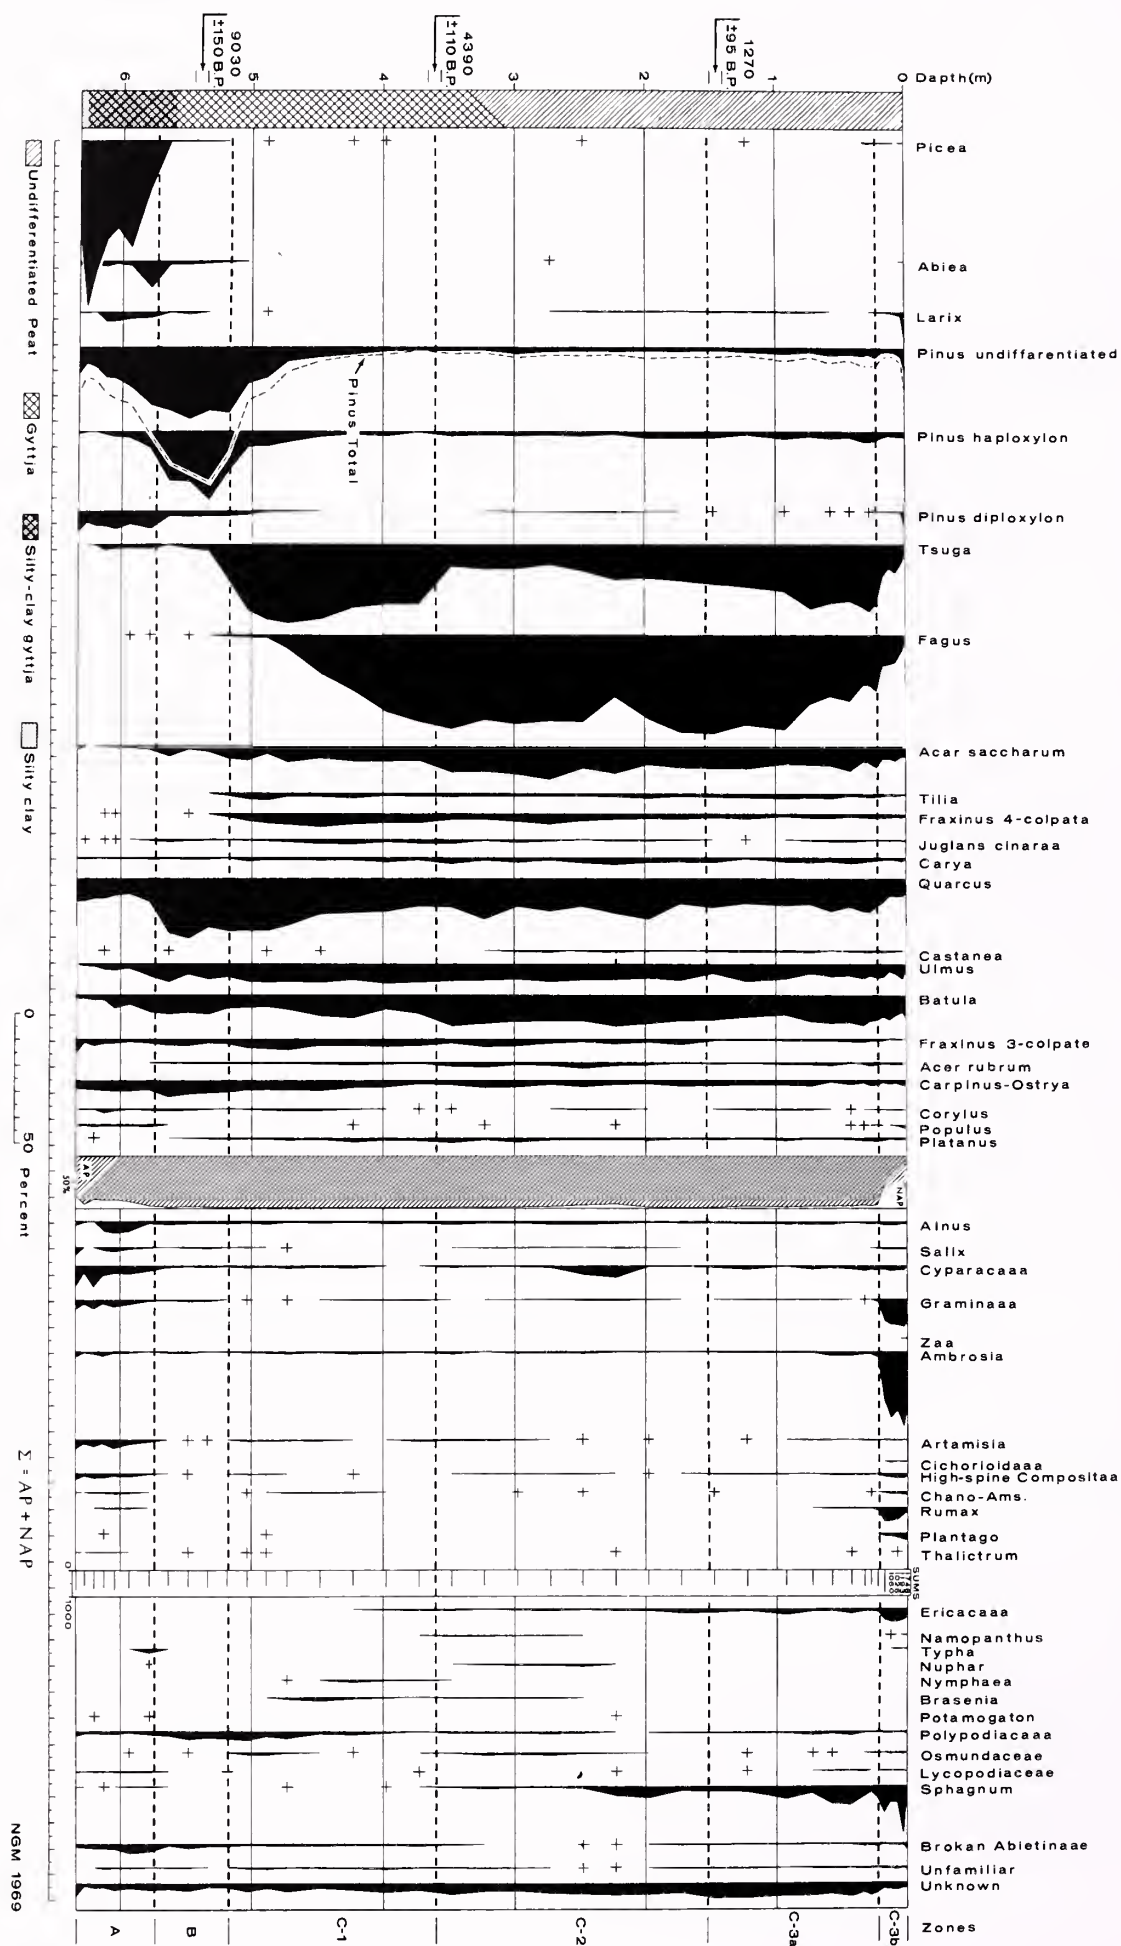 Dapth(m)
0
1
2
3
4
5
6
1270
±95 B.P
4390
±110 B.P
9030
±150 B.P
Picea
Abiea
Larix
Pinus undiffarantiated
Pinus Total
Pinus haploxylon
Pinus diploxylon
Tsuga
Fagus
Acar saccharum
Tilia
Fraxinus 4-colpata
Juglans cinaraa
Carya
Quarcus
Castanea
Ulmus
Batula
Fraxinus 3-colpate
Acer rubrum
Carpinus-Ostrya
Corylus
Populus
Platanus
AP
NAP
50%
Alnus
Salix
Cyparacaaa
Graminaaa
Zaa
Ambrosia
Artamisia
Cichorioidaaa
High-spine Compositaa
Chano-Ams.
Rumax
Plantago
Thalictrum
SUMS
0
1000
Ericacaaa
Namopanthus
Typha
Nuphar
Nymphaea
Brasenia
Potamogaton
Polypodiacaaa
Osmundaceae
Lycopodiaceae
Sphagnum
Brokan Abietinaae
Unfamiliar
Unknown
Zones
A
B
C-1
C-2
C-3a
C-3b
Undifferentiated Peat
Gyttja
Silty-clay gyttja
Silty clay
0
50 Percent
Σ = AP+NAP
NGM 1969